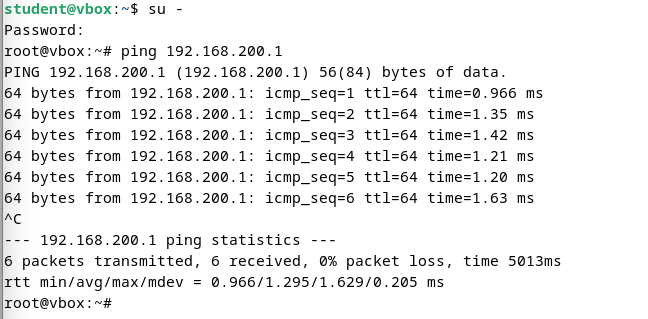 student@vbox:~$ su -
Password:
root@vbox:~# ping 192.168.200.1
PING 192.168.200.1 (192.168.200.1) 56(84) bytes of data.
64 bytes from 192.168.200.1: icmp_seq=1 ttl=64 time=0.966 ms
64 bytes from 192.168.200.1: icmp_seq=2 ttl=64 time=1.35 ms
64 bytes from 192.168.200.1: icmp_seq=3 ttl=64 time=1.42 ms
64 bytes from 192.168.200.1: icmp_seq=4 ttl=64 time=1.21 ms
64 bytes from 192.168.200.1: icmp_seq=5 ttl=64 time=1.20 ms
64 bytes from 192.168.200.1: icmp_seq=6 ttl=64 time=1.63 ms
^C
--- 192.168.200.1 ping statistics ---
6 packets transmitted, 6 received, 0% packet loss, time 5013ms
rtt min/avg/max/mdev = 0.966/1.295/1.629/0.205 ms
root@vbox:~#